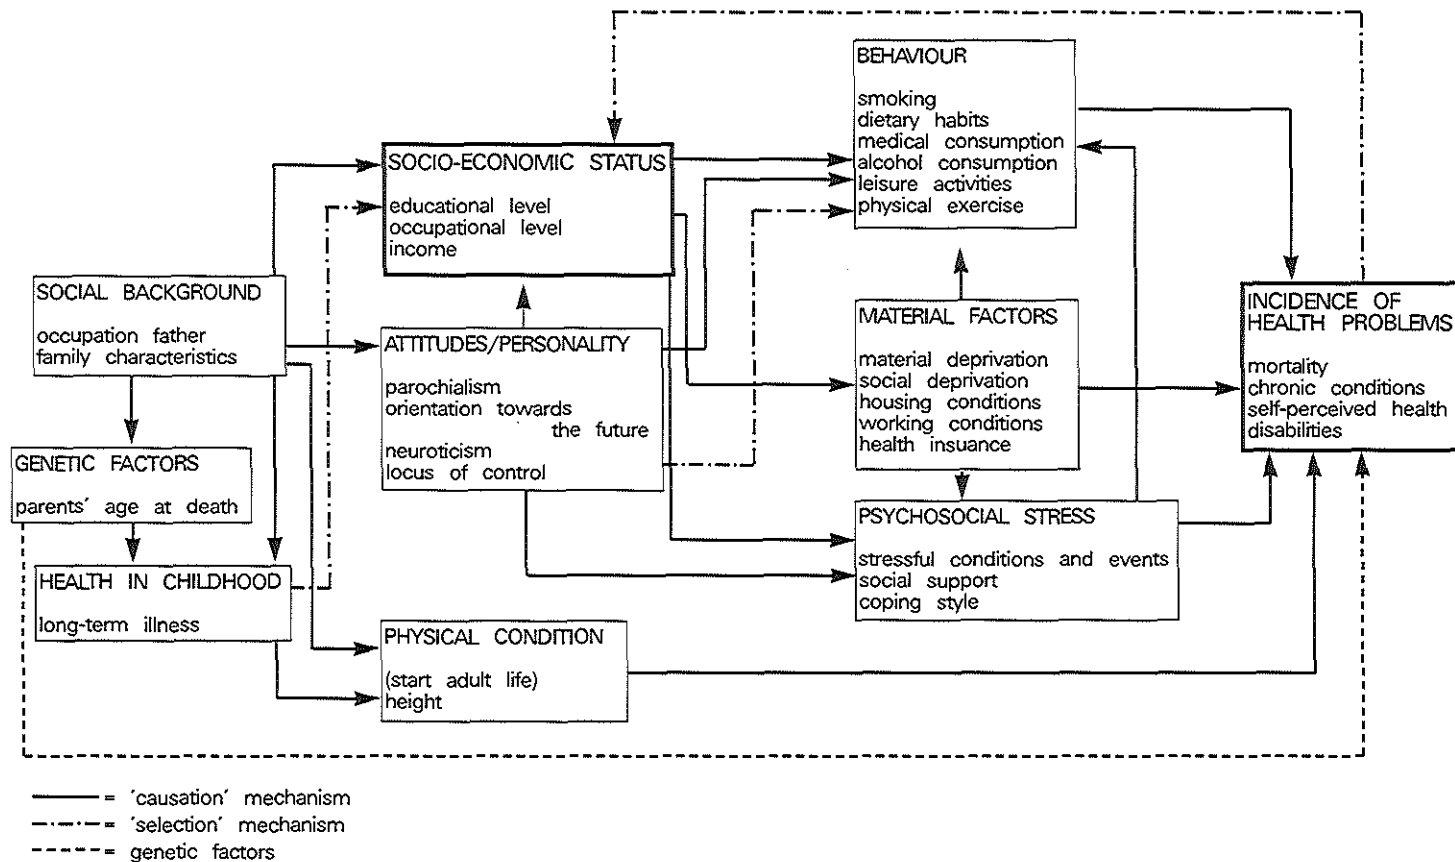 BEHAVIOUR
smoking
dietary habits
medical consumption
alcohol consumption
leisure activities
physical exercise
SOCIO-ECONOMIC STATUS
educational level
occupational level
income
SOCIAL BACKGROUND
occupation father
family characteristics
ATTITUDES/PERSONALITY
parochialism
orientation towards
the future
neuroticism
locus of control
MATERIAL FACTORS
material deprivation
social deprivation
housing conditions
working conditions
health insuance
INCIDENCE OF
HEALTH PROBLEMS
mortality
chronic conditions
self-perceived health
disabilities
GENETIC FACTORS
parents' age at death
HEALTH IN CHILDHOOD
long-term illness
PSYCHOSOCIAL STRESS
stressful conditions and events
social support
coping style
PHYSICAL CONDITION
(start adult life)
height
= 'causation' mechanism
= 'selection' mechanism
= genetic factors